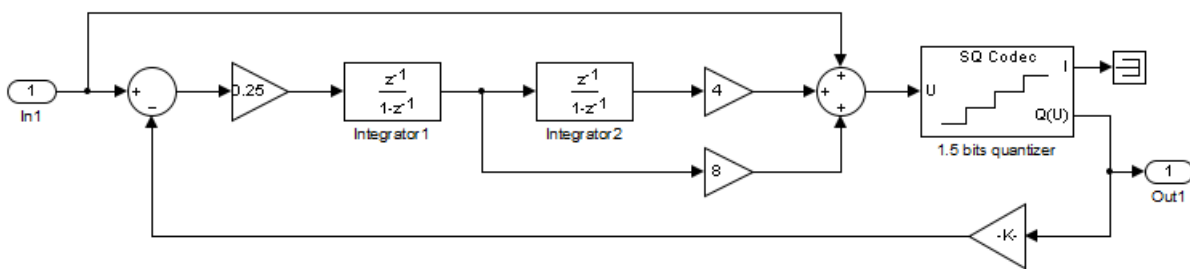 1
In1
+
−
0.25
z-1
1-z-1
Integrator1
z-1
1-z-1
Integrator2
4
8
+
+
+
SQ Codec
U
I
Q(U)
1.5 bits quantizer
1
Out1
-K-